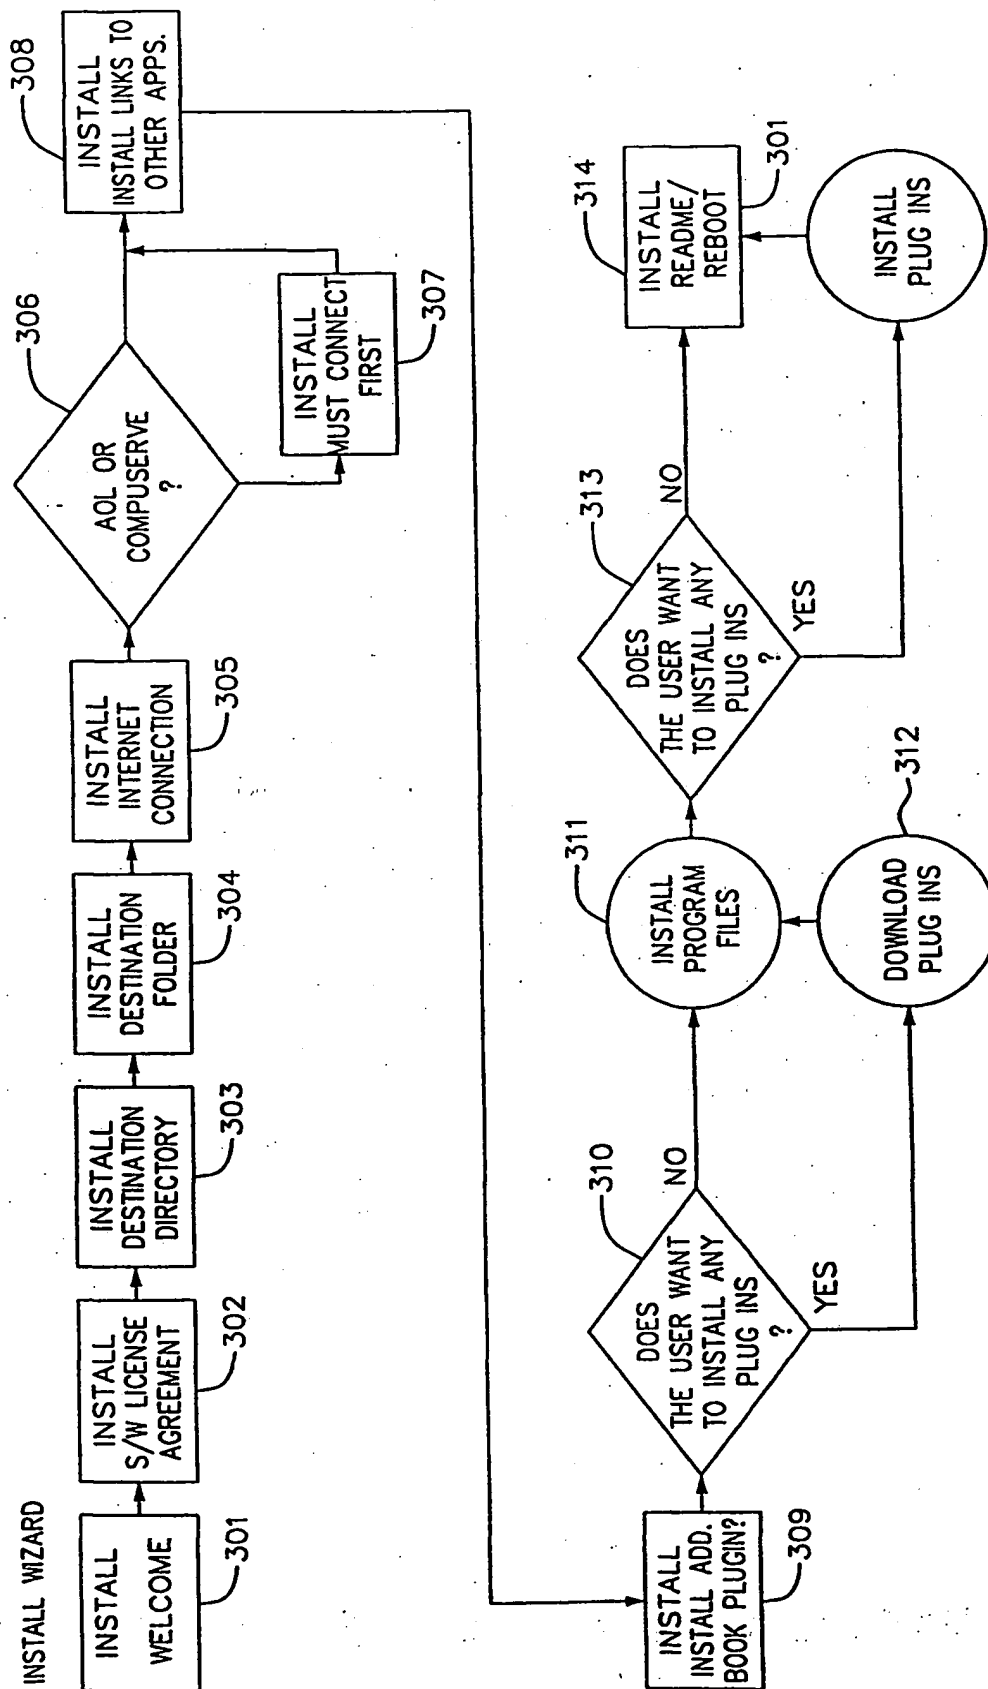 INSTALL WIZARD
INSTALL
WELCOME
301
INSTALL
S/W LICENSE
AGREEMENT
302
INSTALL
DESTINATION
DIRECTORY
303
INSTALL
DESTINATION
FOLDER
304
INSTALL
INTERNET
CONNECTION
305
AOL OR
COMPUSERVE
?
306
INSTALL
MUST CONNECT
FIRST
307
INSTALL
INSTALL LINKS TO
OTHER APPS.
308
INSTALL
INSTALL ADD.
BOOK PLUGIN?
309
DOES
THE USER WANT
TO INSTALL ANY
PLUG INS
?
310
NO
YES
INSTALL
PROGRAM
FILES
311
DOWNLOAD
PLUG INS
312
DOES
THE USER WANT
TO INSTALL ANY
PLUG INS
?
313
NO
YES
INSTALL
README/
REBOOT
314
301
INSTALL
PLUG INS